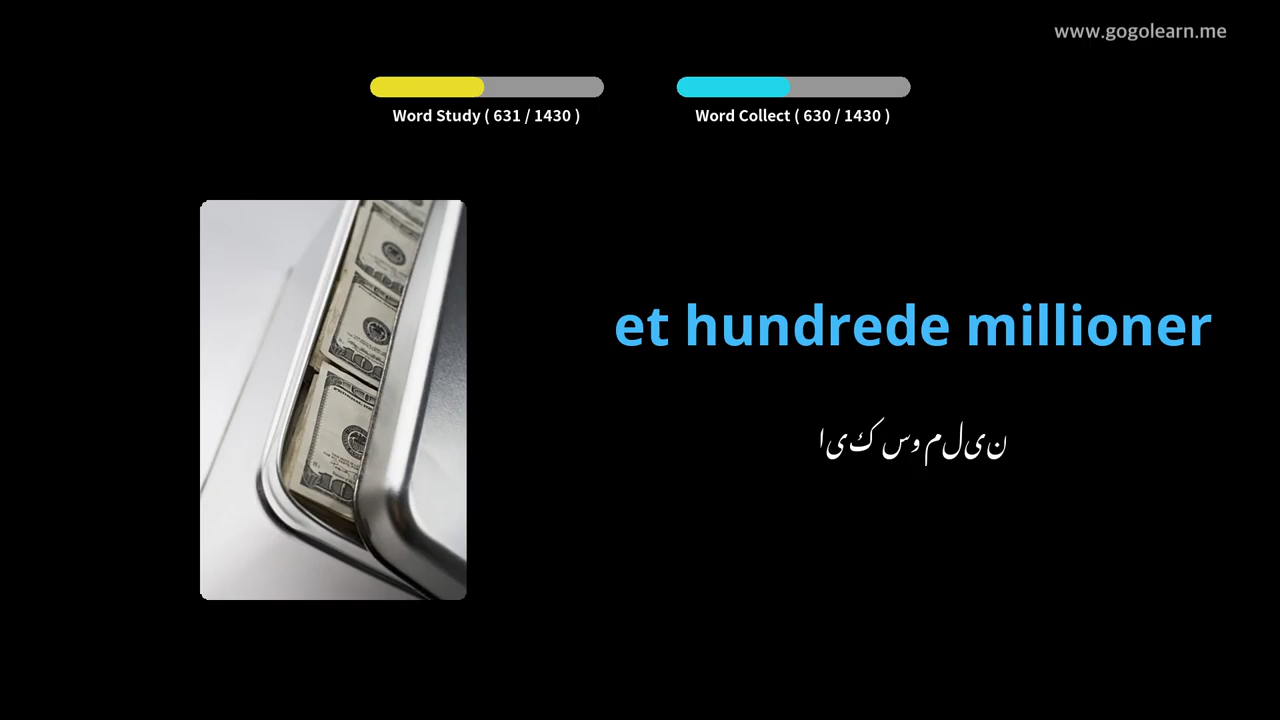 www.gogolearn.me
Word Study ( 631 / 1430 )
Word Collect ( 630 / 1430 )
et hundrede millioner
ایک سو ملین